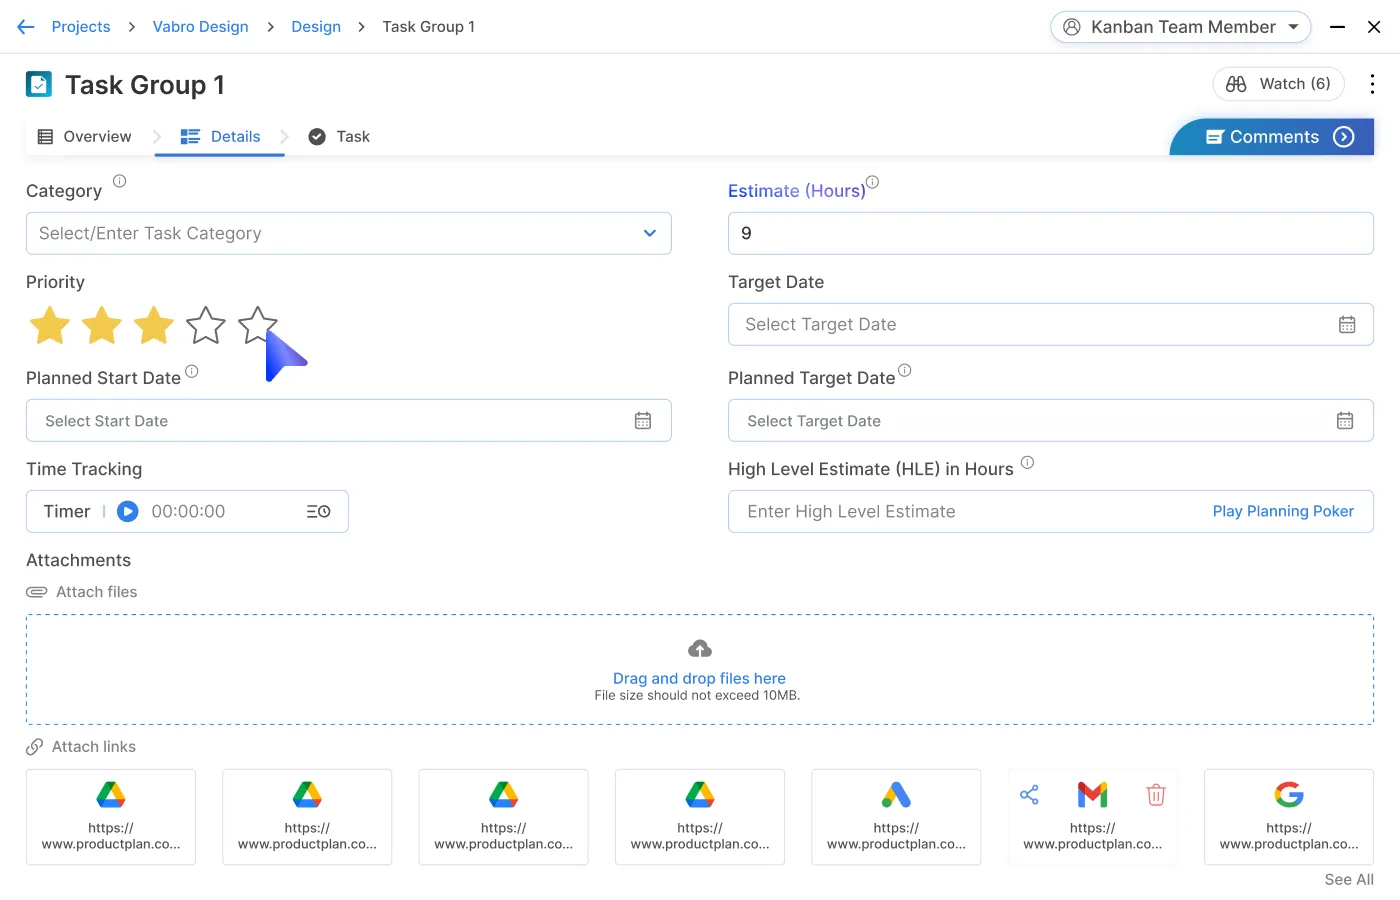 Projects > Vabro Design > Design > Task Group 1
Kanban Team Member
Task Group 1
Watch (6)
Overview
Details
Task
Comments
Category
Estimate (Hours)
Select/Enter Task Category
9
Priority
Target Date
Select Target Date
Planned Start Date
Planned Target Date
Select Start Date
Select Target Date
Time Tracking
High Level Estimate (HLE) in Hours
Timer | 00:00:00
Enter High Level Estimate
Play Planning Poker
Attachments
Attach files
Drag and drop files here
File size should not exceed 10MB.
Attach links
https://
www.productplan.co...
https://
www.productplan.co...
https://
www.productplan.co...
https://
www.productplan.co...
https://
www.productplan.co...
https://
www.productplan.co...
https://
www.productplan.co...
See All